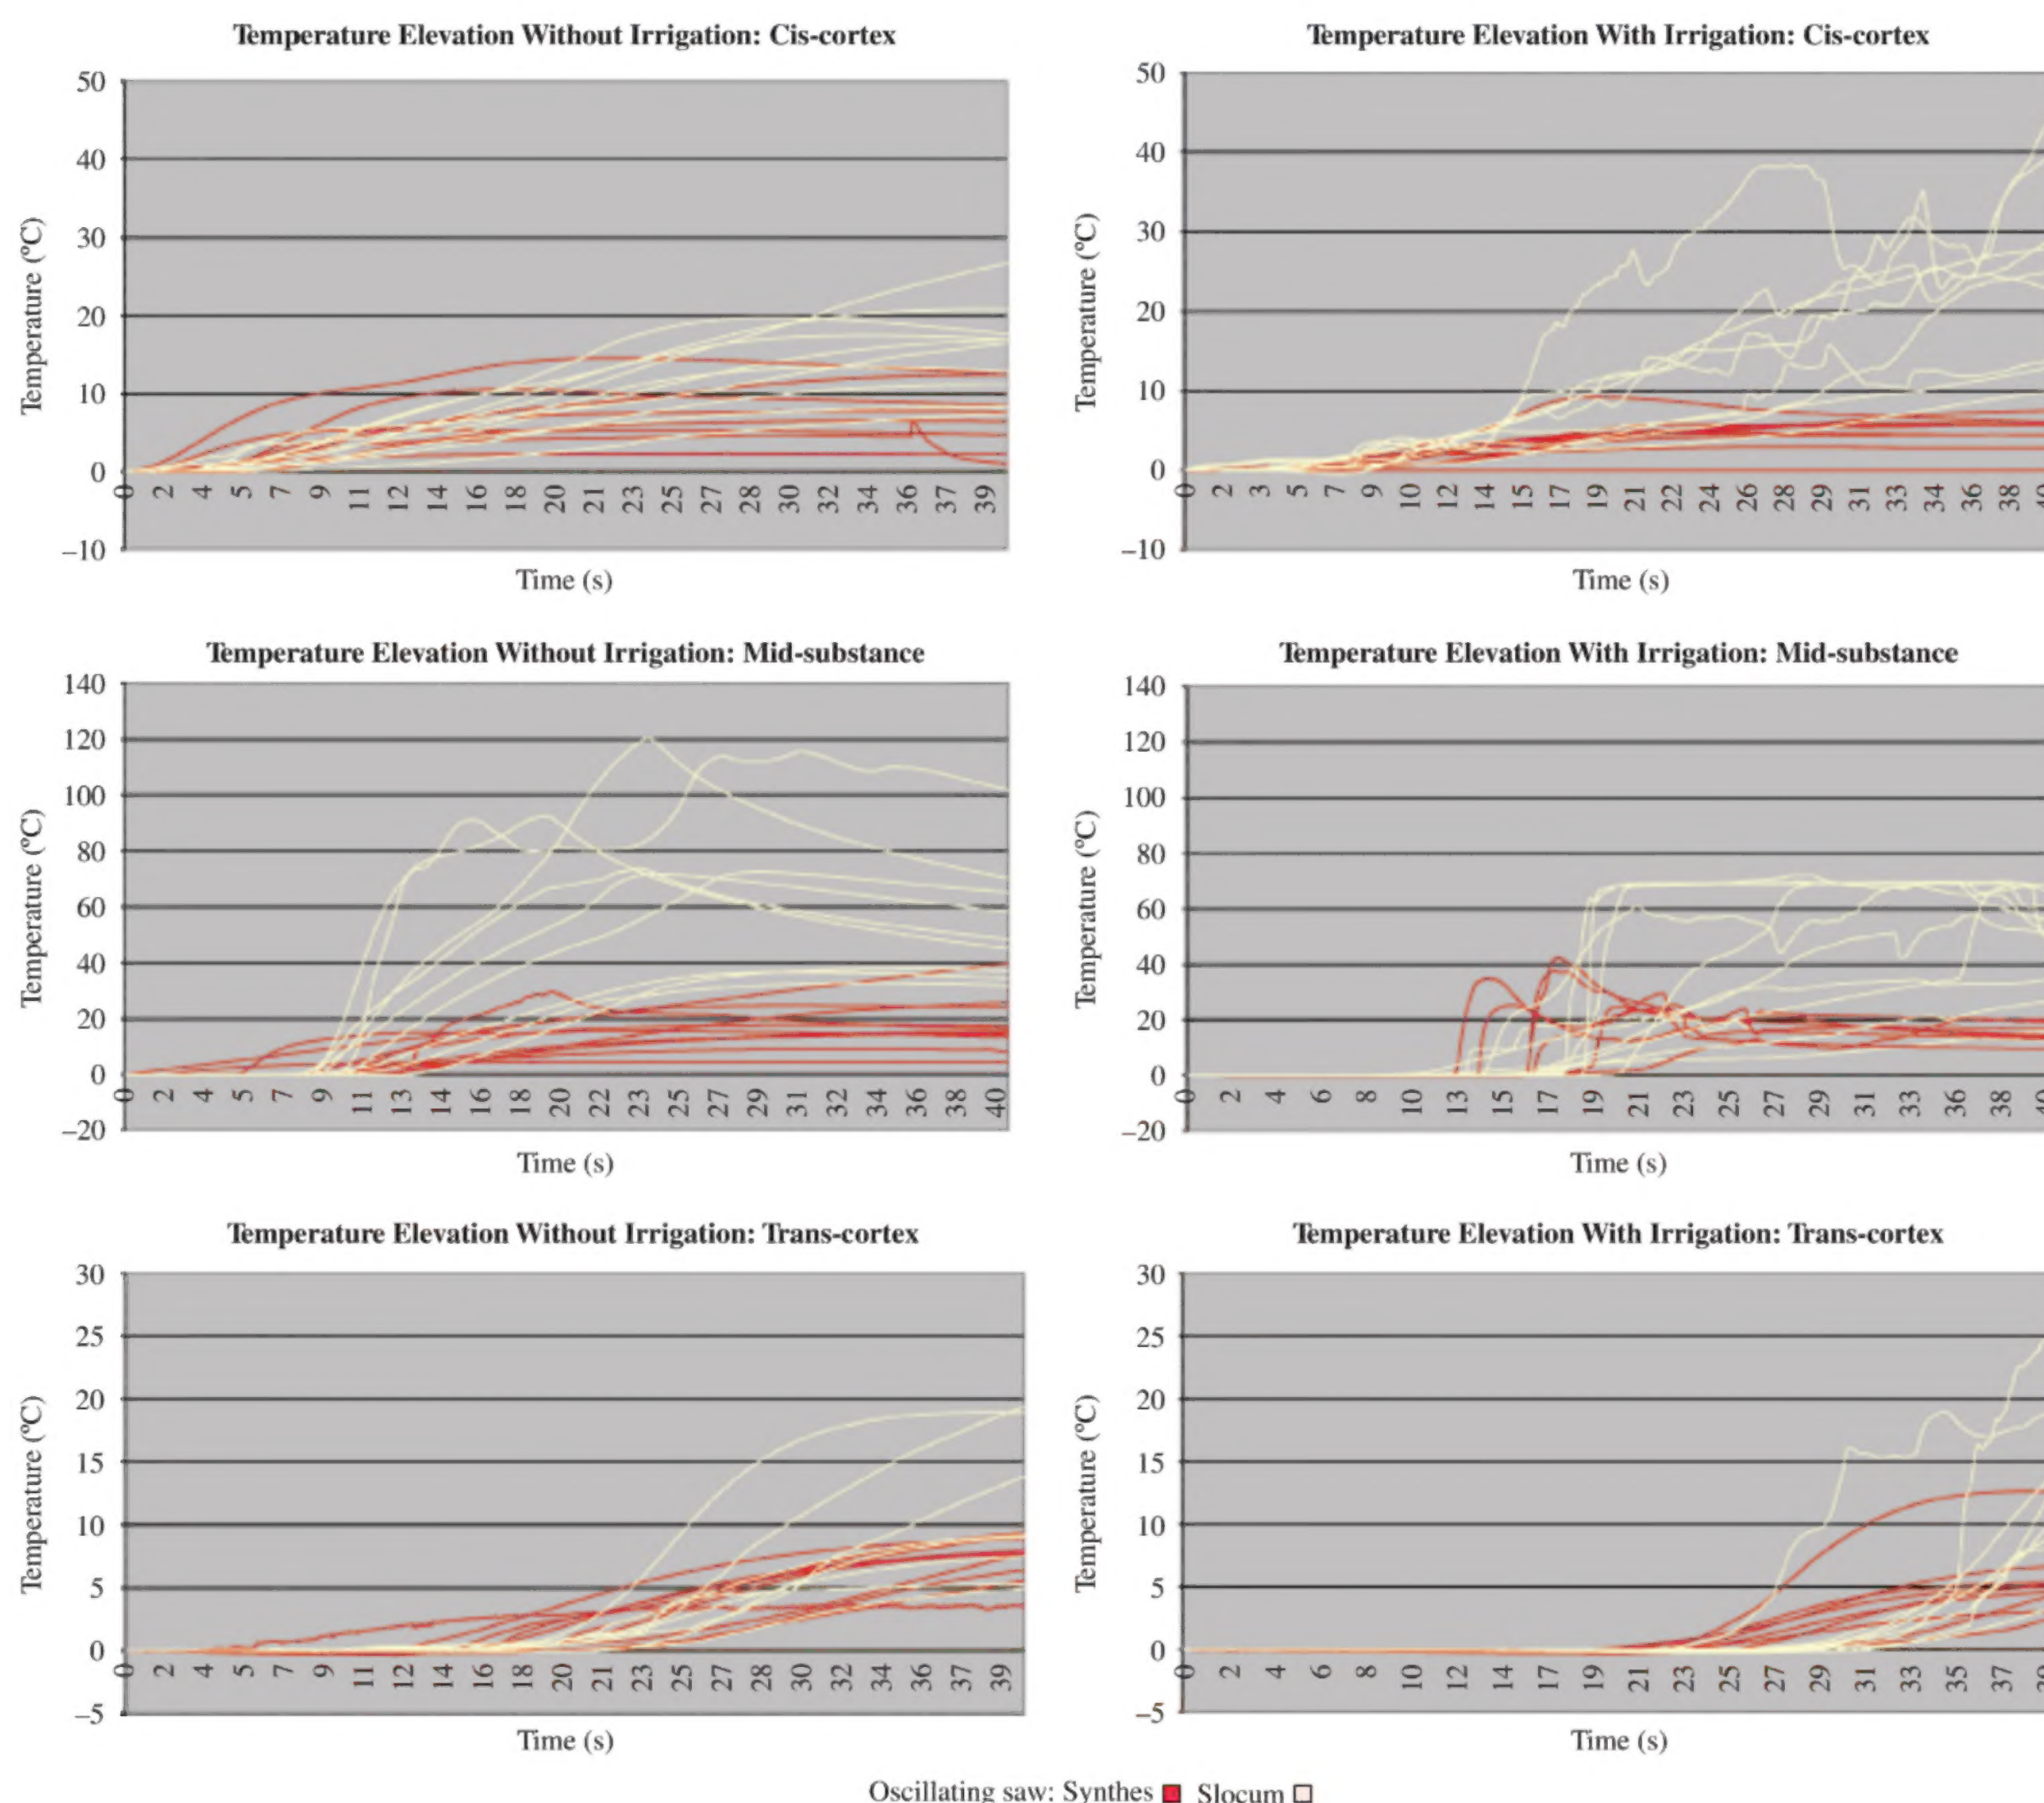 Temperature Elevation Without Irrigation: Cis-cortex
50
40
30
20
10
0
–10
Temperature (°C)
0 2 4 5 7 9 11 12 14 16 18 20 21 23 25 27 28 30 32 34 36 37 39
Time (s)
Temperature Elevation With Irrigation: Cis-cortex
50
40
30
20
10
0
–10
Temperature (°C)
0 2 3 5 7 9 10 12 14 15 17 19 21 22 24 26 28 29 31 33 34 36 38
Time (s)
Temperature Elevation Without Irrigation: Mid-substance
140
120
100
80
60
40
20
0
–20
Temperature (°C)
0 2 4 5 7 9 11 13 14 16 18 20 22 23 25 27 29 31 32 34 36 38 40
Time (s)
Temperature Elevation With Irrigation: Mid-substance
140
120
100
80
60
40
20
0
–20
Temperature (°C)
0 2 4 6 8 10 13 15 17 19 21 23 25 27 29 31 33 36 38
Time (s)
Temperature Elevation Without Irrigation: Trans-cortex
30
25
20
15
10
5
0
–5
Temperature (°C)
0 2 4 5 7 9 11 12 14 16 18 20 21 23 25 27 28 30 32 34 35 37 39
Time (s)
Temperature Elevation With Irrigation: Trans-cortex
30
25
20
15
10
5
0
–5
Temperature (°C)
0 2 4 6 8 10 12 14 17 19 21 23 25 27 29 31 33 35 37
Time (s)
Oscillating saw: Synthes Slocum